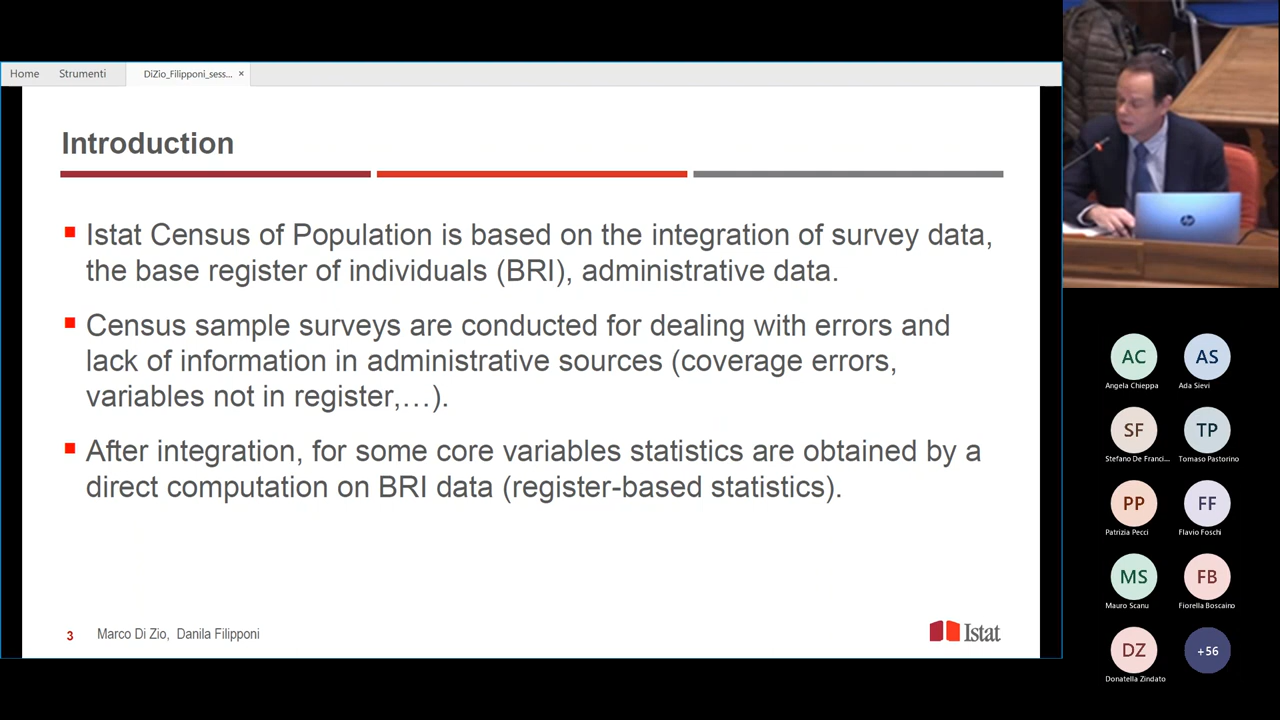 Home Strumenti DiZio_Filipponi_sess... ×
Introduction
Istat Census of Population is based on the integration of survey data,
the base register of individuals (BRI), administrative data.
Census sample surveys are conducted for dealing with errors and
lack of information in administrative sources (coverage errors,
variables not in register,…).
After integration, for some core variables statistics are obtained by a
direct computation on BRI data (register-based statistics).
3 Marco Di Zio, Danila Filipponi
Istat
hp
AC AS
Angela Chieppa Ada Sievi
SF TP
Stefano De Franci... Tomaso Pastorino
PP FF
Patrizia Pecci Flavio Foschi
MS FB
Mauro Scanu Fiorella Boscaino
DZ +56
Donatella Zindato